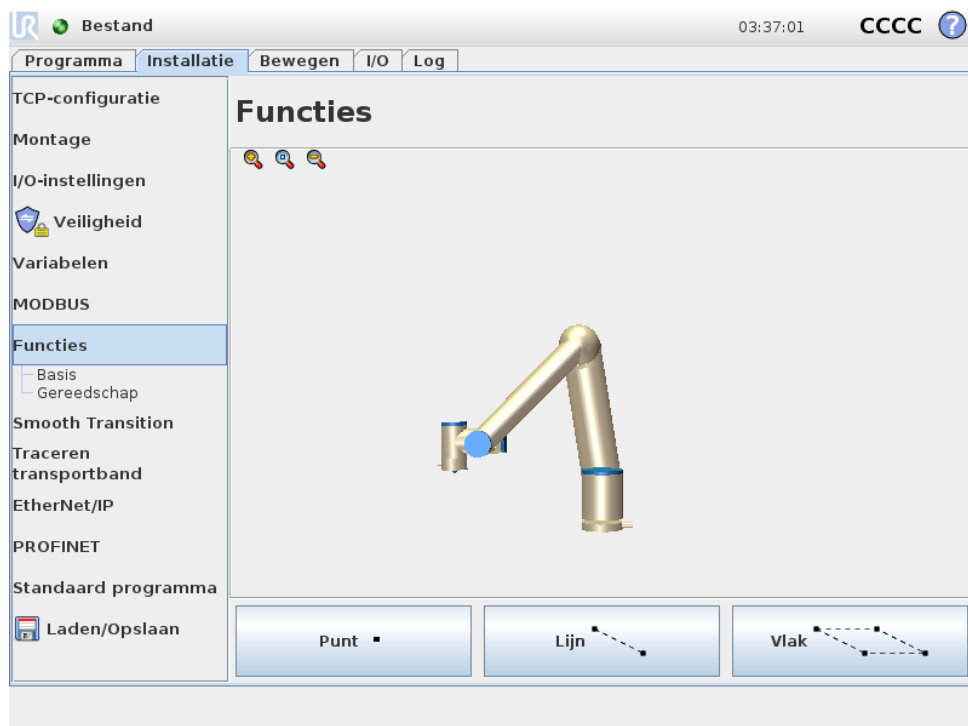 UR Bestand 03:37:01 CCCC ?
Programma Installatie Bewegen I/O Log
TCP-configuratie
Functies
Montage
I/O-instellingen
Veiligheid
Variabelen
MODBUS
Functies
Basis
Gereedschap
Smooth Transition
Traceren
transportband
EtherNet/IP
PROFINET
Standaard programma
Laden/Opslaan
Punt Lijn Vlak